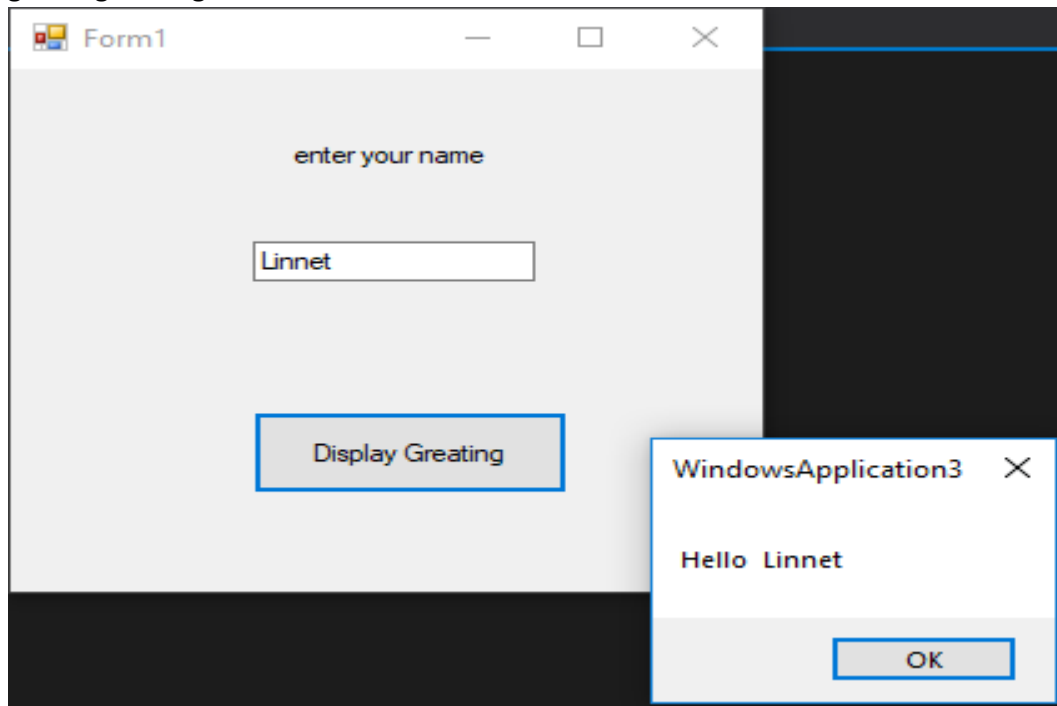 Form1
enter your name
Linnet
Display Greating
WindowsApplication3
Hello Linnet
OK